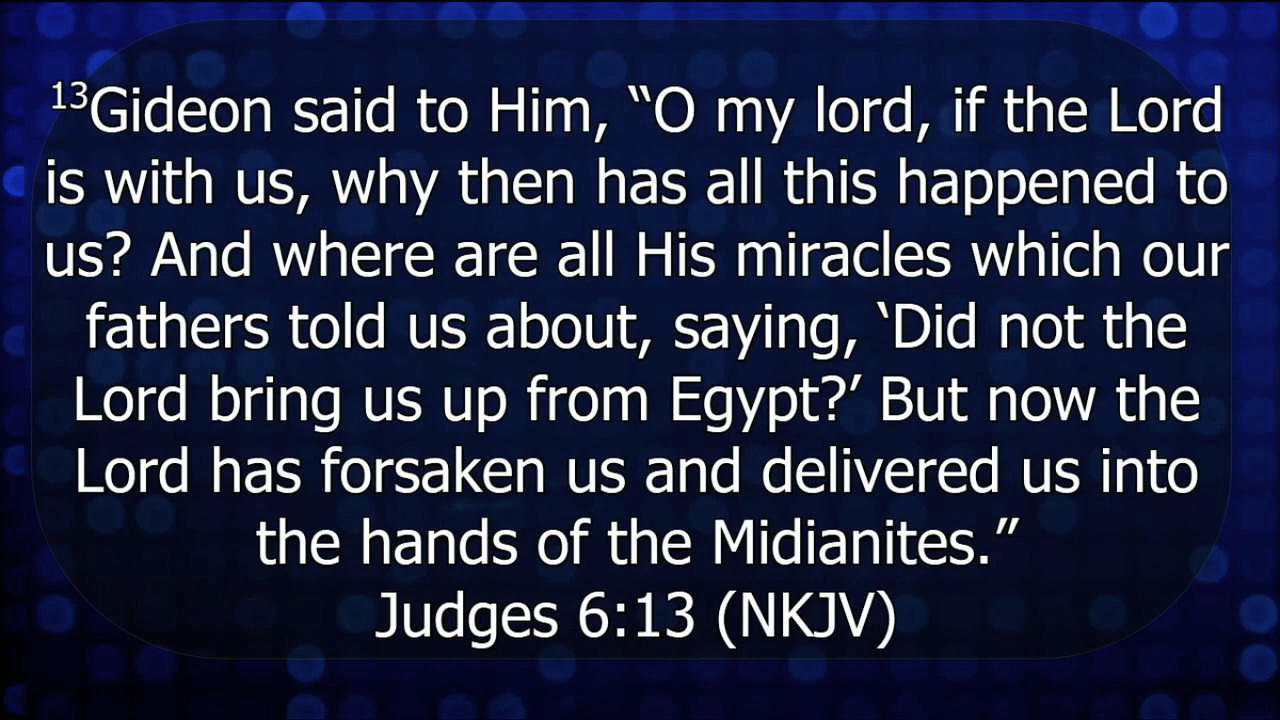 13Gideon said to Him, “O my lord, if the Lord
is with us, why then has all this happened to
us? And where are all His miracles which our
fathers told us about, saying, ‘Did not the
Lord bring us up from Egypt?’ But now the
Lord has forsaken us and delivered us into
the hands of the Midianites.”
Judges 6:13 (NKJV)